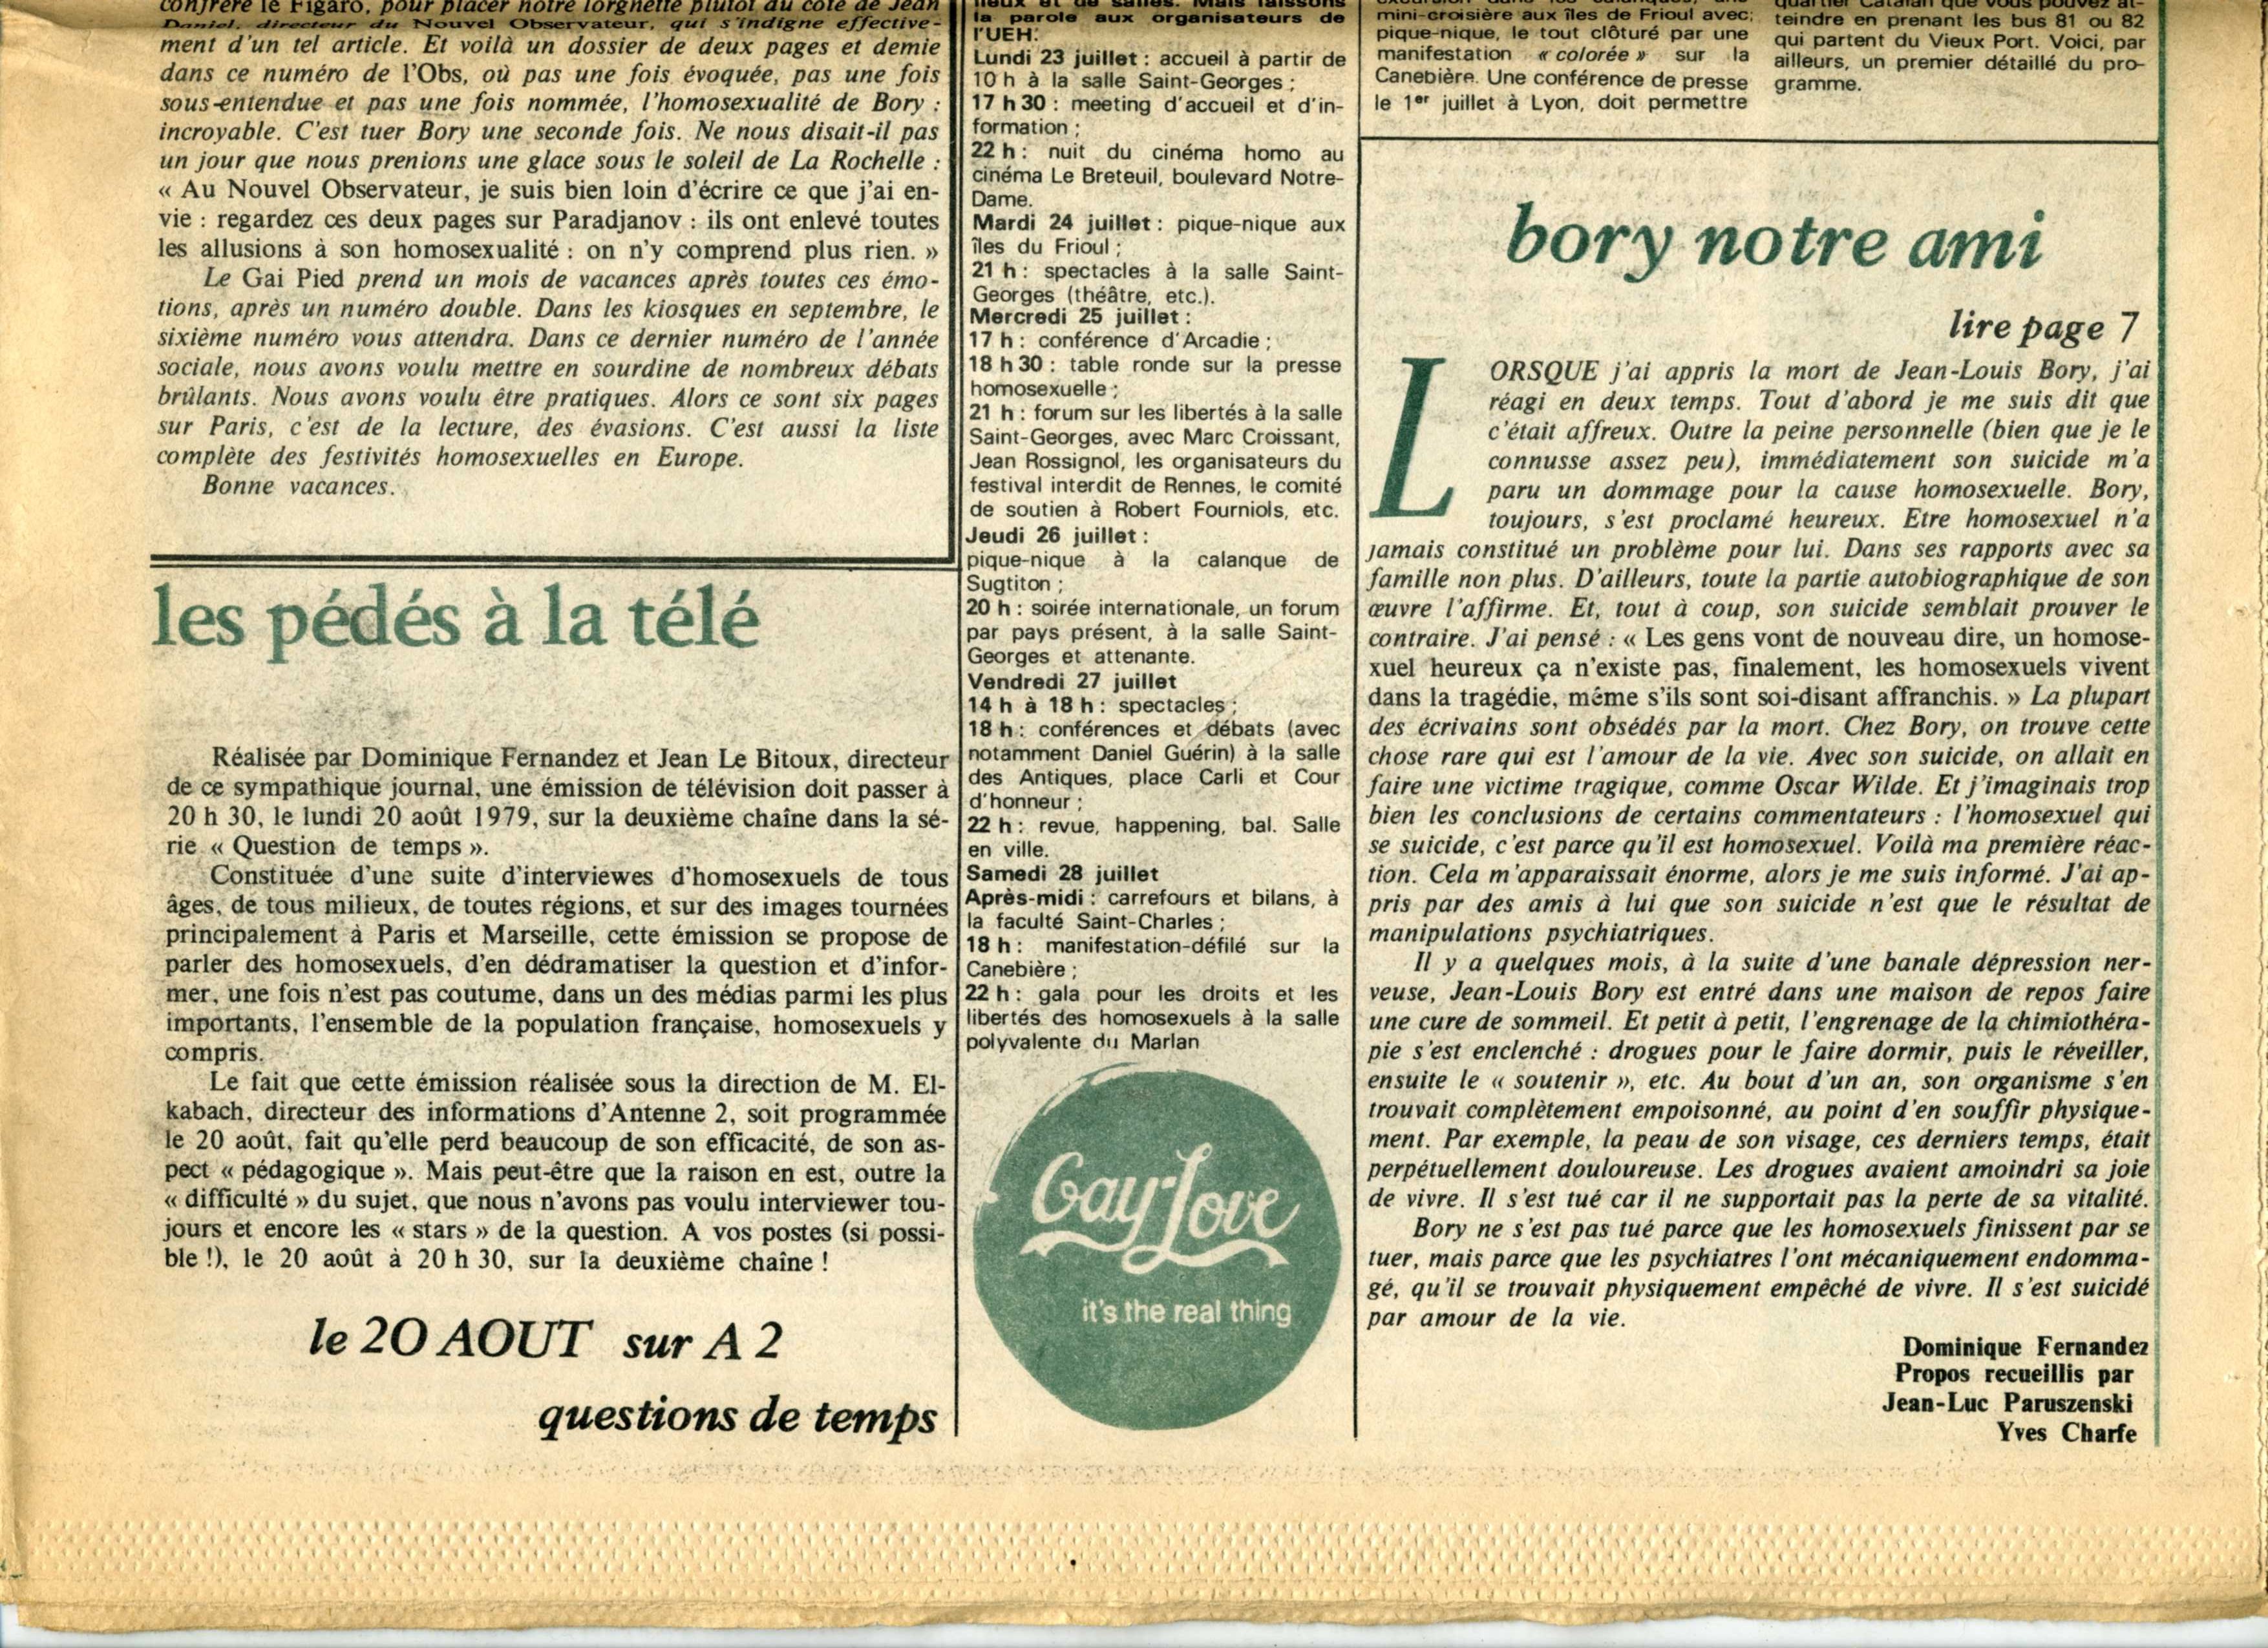 confrère le Figaro, pour placer notre lorgnette plutôt du côté de Jean
Daniel, directeur du Nouvel Observateur, qui s'indigne effective-
ment d'un tel article. Et voilà un dossier de deux pages et demie
dans ce numéro de l'Obs, où pas une fois évoquée, pas une fois
sous-entendue et pas une fois nommée, l'homosexualité de Bory :
incroyable. C'est tuer Bory une seconde fois. Ne nous disait-il pas
un jour que nous prenions une glace sous le soleil de La Rochelle :
« Au Nouvel Observateur, je suis bien loin d'écrire ce que j'ai en-
vie : regardez ces deux pages sur Paradjanov : ils ont enlevé toutes
les allusions à son homosexualité : on n'y comprend plus rien. »
Le Gai Pied prend un mois de vacances après toutes ces émo-
tions, après un numéro double. Dans les kiosques en septembre, le
sixième numéro vous attendra. Dans ce dernier numéro de l'année
sociale, nous avons voulu mettre en sourdine de nombreux débats
brûlants. Nous avons voulu être pratiques. Alors ce sont six pages
sur Paris, c'est de la lecture, des évasions. C'est aussi la liste
complète des festivités homosexuelles en Europe.
Bonne vacances.
les pédés à la télé
Réalisée par Dominique Fernandez et Jean Le Bitoux, directeur
de ce sympathique journal, une émission de télévision doit passer à
20 h 30, le lundi 20 août 1979, sur la deuxième chaîne dans la sé-
rie « Question de temps ».
Constituée d'une suite d'interviewes d'homosexuels de tous
âges, de tous milieux, de toutes régions, et sur des images tournées
principalement à Paris et Marseille, cette émission se propose de
parler des homosexuels, d'en dédramatiser la question et d'infor-
mer, une fois n'est pas coutume, dans un des médias parmi les plus
importants, l'ensemble de la population française, homosexuels y
compris.
Le fait que cette émission réalisée sous la direction de M. El-
kabach, directeur des informations d'Antenne 2, soit programmée
le 20 août, fait qu'elle perd beaucoup de son efficacité, de son as-
pect « pédagogique ». Mais peut-être que la raison en est, outre la
« difficulté » du sujet, que nous n'avons pas voulu interviewer tou-
jours et encore les « stars » de la question. A vos postes (si possi-
ble !), le 20 août à 20 h 30, sur la deuxième chaîne !
le 20 AOUT sur A 2
questions de temps
lieux et de salles. Mais laissons
la parole aux organisateurs de
l'UEH:
Lundi 23 juillet : accueil à partir de
10 h à la salle Saint-Georges ;
17 h 30 : meeting d'accueil et d'in-
formation ;
22 h : nuit du cinéma homo au
cinéma Le Breteuil, boulevard Notre-
Dame.
Mardi 24 juillet : pique-nique aux
îles du Frioul ;
21 h : spectacles à la salle Saint-
Georges (théâtre, etc.).
Mercredi 25 juillet :
17 h : conférence d'Arcadie ;
18 h 30 : table ronde sur la presse
homosexuelle ;
21 h : forum sur les libertés à la salle
Saint-Georges, avec Marc Croissant,
Jean Rossignol, les organisateurs du
festival interdit de Rennes, le comité
de soutien à Robert Fourniols, etc.
Jeudi 26 juillet :
pique-nique à la calanque de
Sugtiton ;
20 h : soirée internationale, un forum
par pays présent, à la salle Saint-
Georges et attenante.
Vendredi 27 juillet
14 h à 18 h : spectacles ;
18 h : conférences et débats (avec
notamment Daniel Guérin) à la salle
des Antiques, place Carli et Cour
d'honneur ;
22 h : revue, happening, bal. Salle
en ville.
Samedi 28 juillet
Après-midi : carrefours et bilans, à
la faculté Saint-Charles ;
18 h : manifestation-défilé sur la
Canebière ;
22 h : gala pour les droits et les
libertés des homosexuels à la salle
polyvalente du Marlan
Gay-Love
it's the real thing
mini-croisière aux îles de Frioul avec;
pique-nique, le tout clôturé par une
manifestation « colorée » sur la
Canebière. Une conférence de presse
le 1er juillet à Lyon, doit permettre
quartier Catalan que vous pouvez at-
teindre en prenant les bus 81 ou 82
qui partent du Vieux Port. Voici, par
ailleurs, un premier détaillé du pro-
gramme.
bory notre ami
lire page 7
LORSQUE j'ai appris la mort de Jean-Louis Bory, j'ai
réagi en deux temps. Tout d'abord je me suis dit que
c'était affreux. Outre la peine personnelle (bien que je le
connusse assez peu), immédiatement son suicide m'a
paru un dommage pour la cause homosexuelle. Bory,
toujours, s'est proclamé heureux. Etre homosexuel n'a
jamais constitué un problème pour lui. Dans ses rapports avec sa
famille non plus. D'ailleurs, toute la partie autobiographique de son
œuvre l'affirme. Et, tout à coup, son suicide semblait prouver le
contraire. J'ai pensé : « Les gens vont de nouveau dire, un homose-
xuel heureux ça n'existe pas, finalement, les homosexuels vivent
dans la tragédie, même s'ils sont soi-disant affranchis. » La plupart
des écrivains sont obsédés par la mort. Chez Bory, on trouve cette
chose rare qui est l'amour de la vie. Avec son suicide, on allait en
faire une victime tragique, comme Oscar Wilde. Et j'imaginais trop
bien les conclusions de certains commentateurs : l'homosexuel qui
se suicide, c'est parce qu'il est homosexuel. Voilà ma première réac-
tion. Cela m'apparaissait énorme, alors je me suis informé. J'ai ap-
pris par des amis à lui que son suicide n'est que le résultat de
manipulations psychiatriques.
Il y a quelques mois, à la suite d'une banale dépression ner-
veuse, Jean-Louis Bory est entré dans une maison de repos faire
une cure de sommeil. Et petit à petit, l'engrenage de la chimiothéra-
pie s'est enclenché : drogues pour le faire dormir, puis le réveiller,
ensuite le « soutenir », etc. Au bout d'un an, son organisme s'en
trouvait complètement empoisonné, au point d'en souffir physique-
ment. Par exemple, la peau de son visage, ces derniers temps, était
perpétuellement douloureuse. Les drogues avaient amoindri sa joie
de vivre. Il s'est tué car il ne supportait pas la perte de sa vitalité.
Bory ne s'est pas tué parce que les homosexuels finissent par se
tuer, mais parce que les psychiatres l'ont mécaniquement endomma-
gé, qu'il se trouvait physiquement empêché de vivre. Il s'est suicidé
par amour de la vie.
Dominique Fernandez
Propos recueillis par
Jean-Luc Paruszenski
Yves Charfe